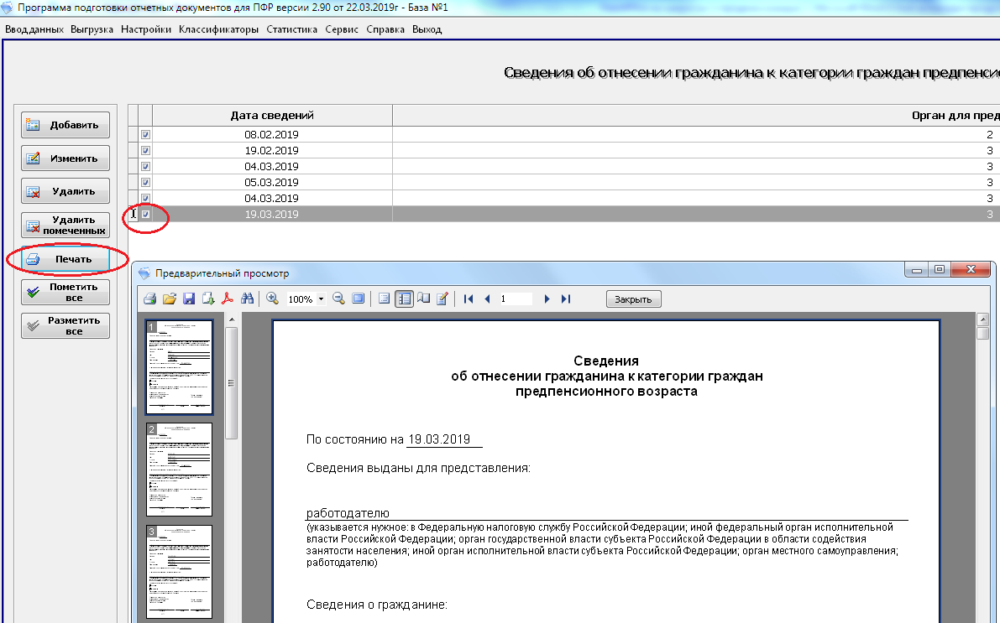 Программа подготовки отчетных документов для ПФР версии 2.90 от 22.03.2019г - База №1
Ввод данных Выгрузка Настройки Классификаторы Статистика Сервис Справка Выход
Сведения об отнесении гражданина к категории граждан предпенси
Добавить
Изменить
Удалить
Удалить
помеченных
Печать
Пометить
все
Разметить
все
Дата сведений Орган для пред
08.02.2019 2
19.02.2019 3
04.03.2019 3
05.03.2019 3
04.03.2019 3
19.03.2019 3
Предварительный просмотр
100% 1 Закрыть
1
2
3
Сведения
об отнесении гражданина к категории граждан
предпенсионного возраста
По состоянию на 19.03.2019
Сведения выданы для представления:
работодателю
(указывается нужное: в Федеральную налоговую службу Российской Федерации; иной федеральный орган исполнительной
власти Российской Федерации; орган государственной власти субъекта Российской Федерации в области содействия
занятости населения; иной орган исполнительной власти субъекта Российской Федерации; орган местного самоуправления;
работодателю)
Сведения о гражданине: